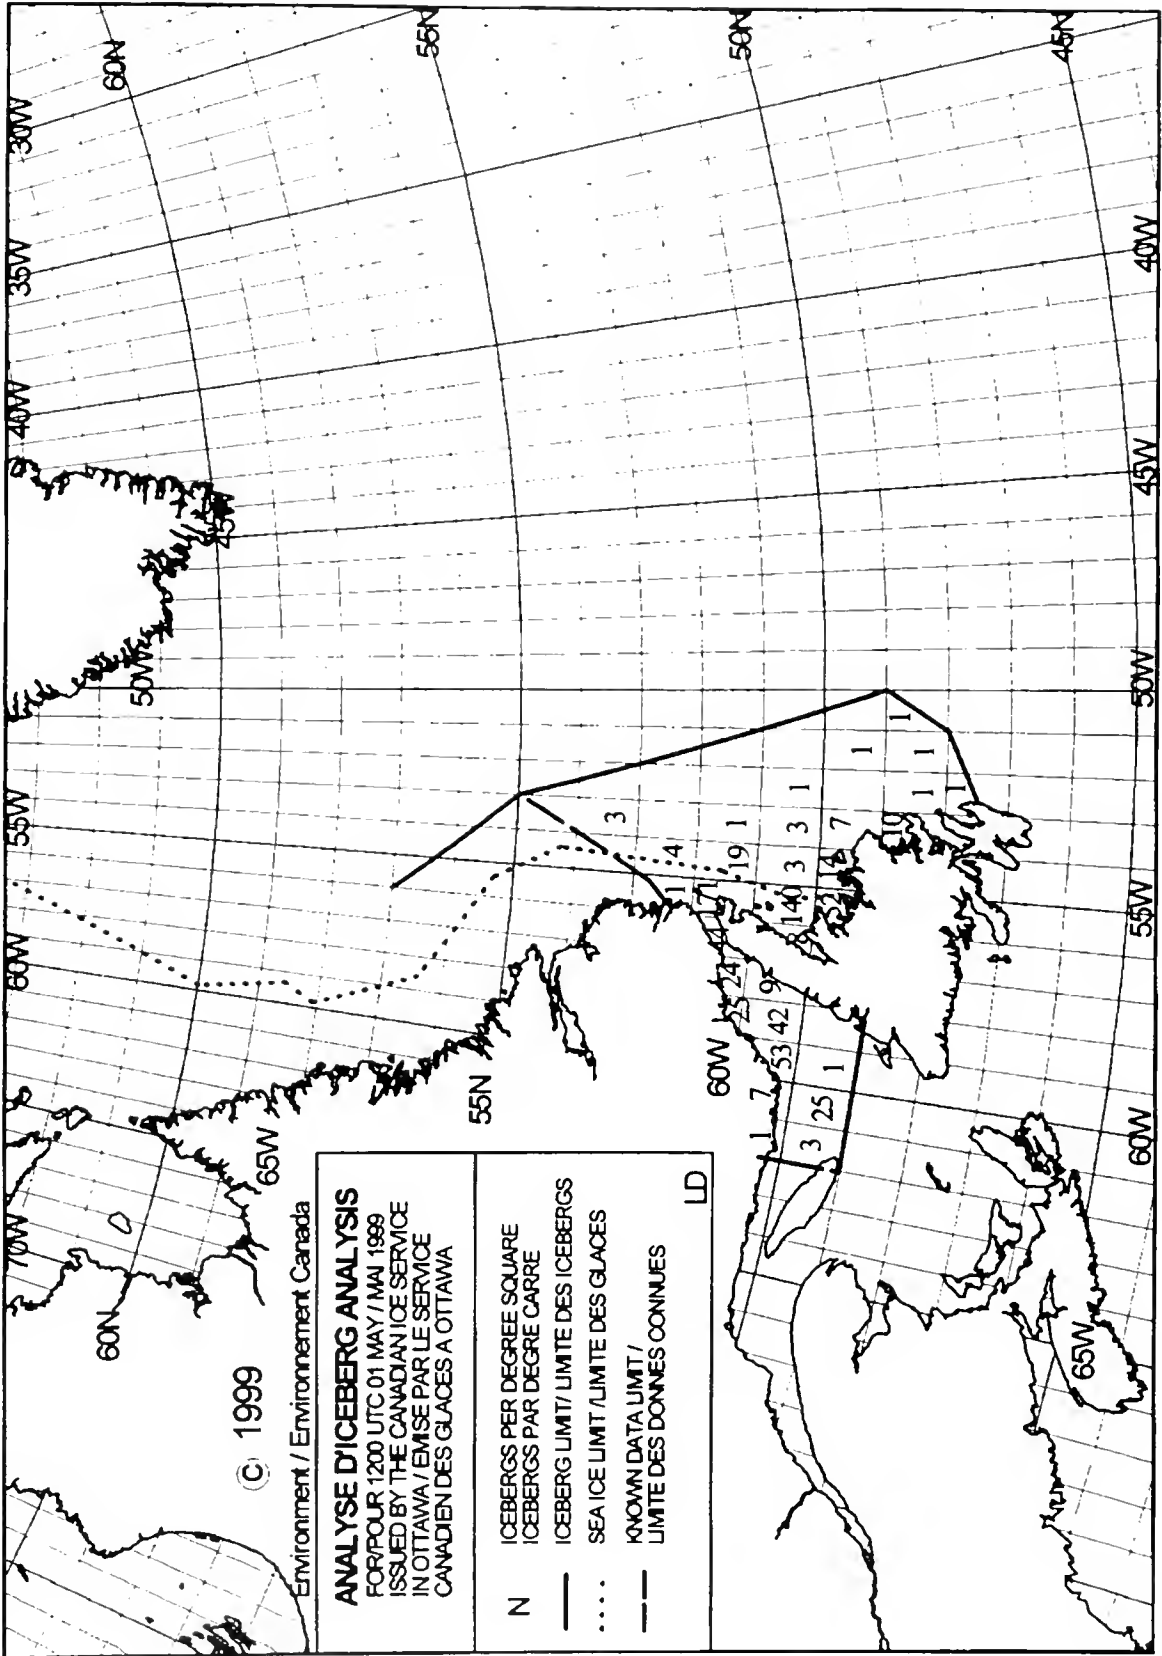 © 1999
Environment / Environnement Canada
ANALYSE D'ICEBERG ANALYSIS
FOR/POUR 1200 UTC 01 MAY / MAI 1999
ISSUED BY THE CANADIAN ICE SERVICE
IN OTTAWA / EMISE PAR LE SERVICE
CANADIEN DES GLACES A OTTAWA
N ICEBERGS PER DEGREE SQUARE
ICEBERGS PAR DEGRE CARRE
ICEBERG LIMIT / LIMITE DES ICEBERGS
SEA ICE LIMIT / LIMITE DES GLACES
KNOWN DATA LIMIT /
LIMITE DES DONNES CONNUES
LD
70W
60W
55W
50W
40W
35W
30W
60N
55N
50N
45N
60N
65W
55N
60W
65W
60W
55W
50W
45W
40W
3
4
1
19
1
1
24
25
9
42
53
7
1
3
25
1
140
3
3
1
7
32
4
1
1
1
1
1